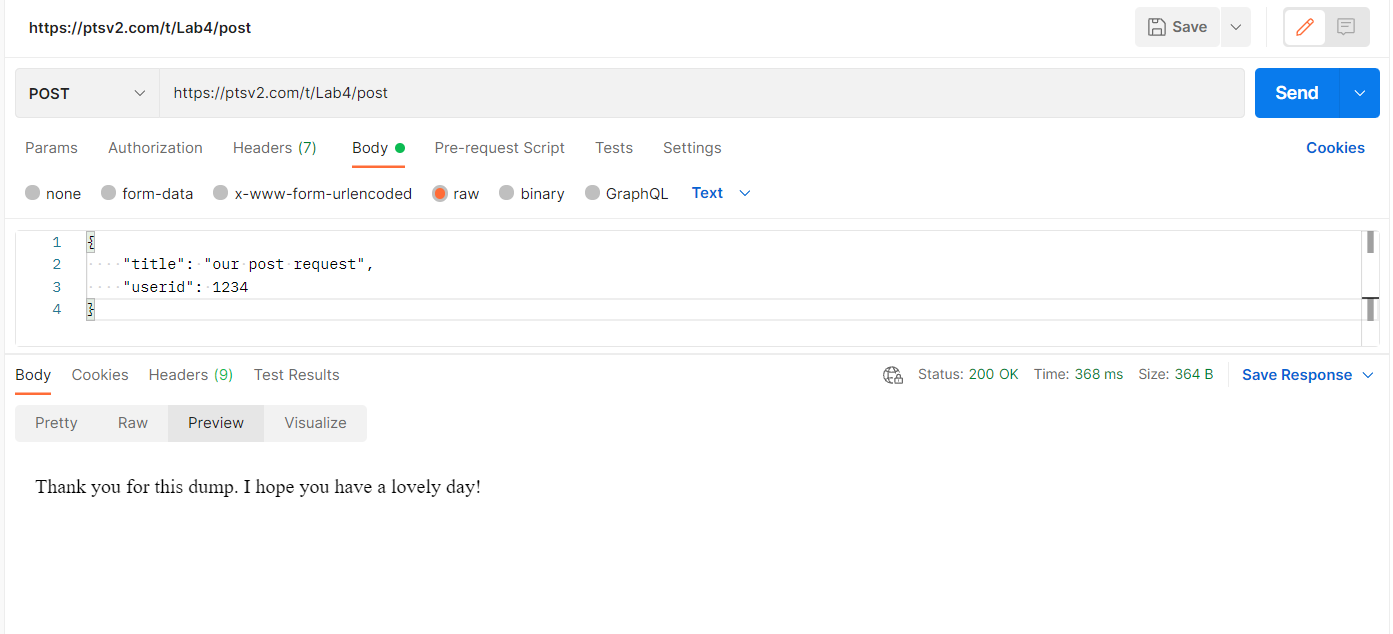 https://ptsv2.com/t/Lab4/post
Save
POST
https://ptsv2.com/t/Lab4/post
Send
Params Authorization Headers (7) Body Pre-request Script Tests Settings Cookies
none form-data x-www-form-urlencoded raw binary GraphQL Text
1 {
2 "title": "our post request",
3 "userid": 1234
4 }
Body Cookies Headers (9) Test Results Status: 200 OK Time: 368 ms Size: 364 B Save Response
Pretty Raw Preview Visualize
Thank you for this dump. I hope you have a lovely day!